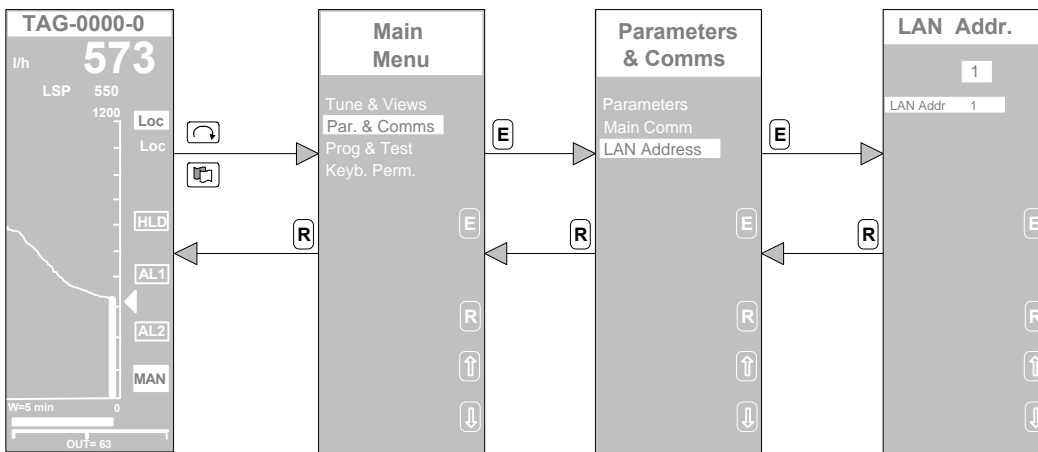 TAG-0000-0
l/h 573
LSP 550
1200
Loc
Loc
HLD
AL1
AL2
MAN
W=5 min 0
OUT= 63
E
R
Main
Menu
Tune & Views
Par. & Comms
Prog & Test
Keyb. Perm.
E
R
E
R
Parameters
& Comms
Parameters
Main Comm
LAN Address
E
R
E
R
LAN Addr.
1
LAN Addr 1
E
R
R